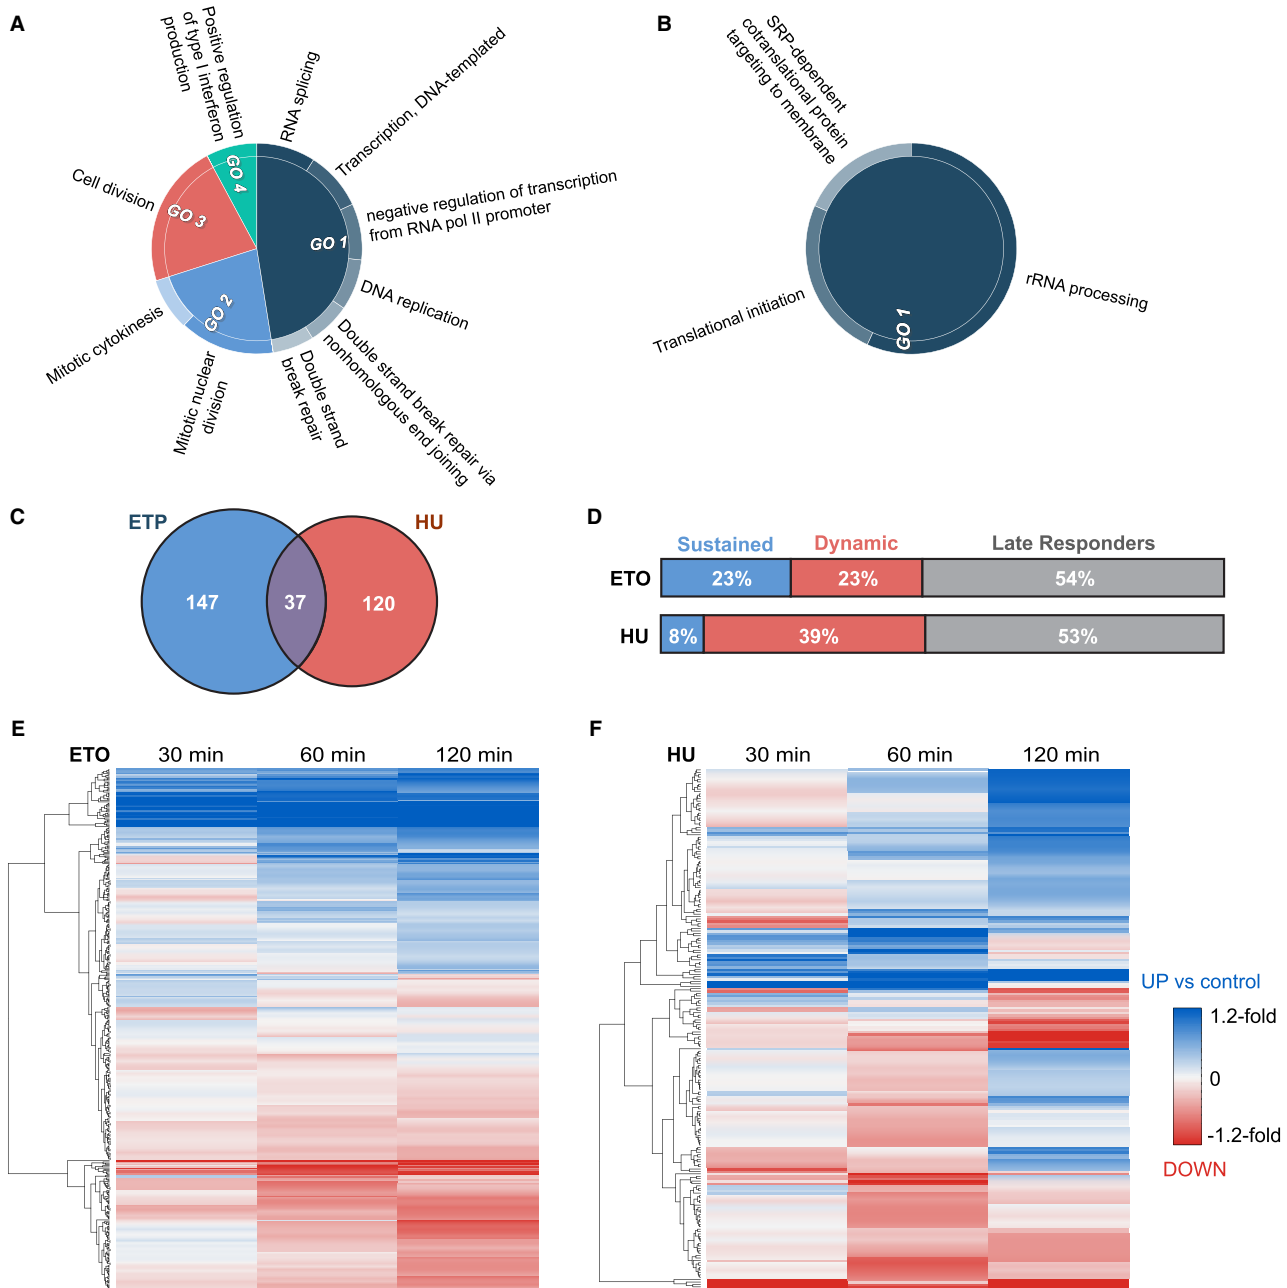 A
Positive regulation
of type I interferon
production
RNA splicing
Transcription, DNA-templated
negative regulation of transcription
from RNA pol II promoter
DNA replication
Double strand break repair via
nonhomologous end joining
Double strand
break repair
Mitotic nuclear
division
Mitotic cytokinesis
Cell division
GO 1
GO 2
GO 3
GO 4
B
SRP-dependent
cotranslational protein
targeting to membrane
Translational initiation
rRNA processing
GO 1
C
ETP
HU
147
37
120
D
Sustained
Dynamic
Late Responders
ETO
23%
23%
54%
HU
8%
39%
53%
E
ETO
30 min
60 min
120 min
F
HU
30 min
60 min
120 min
UP vs control
1.2-fold
0
-1.2-fold
DOWN